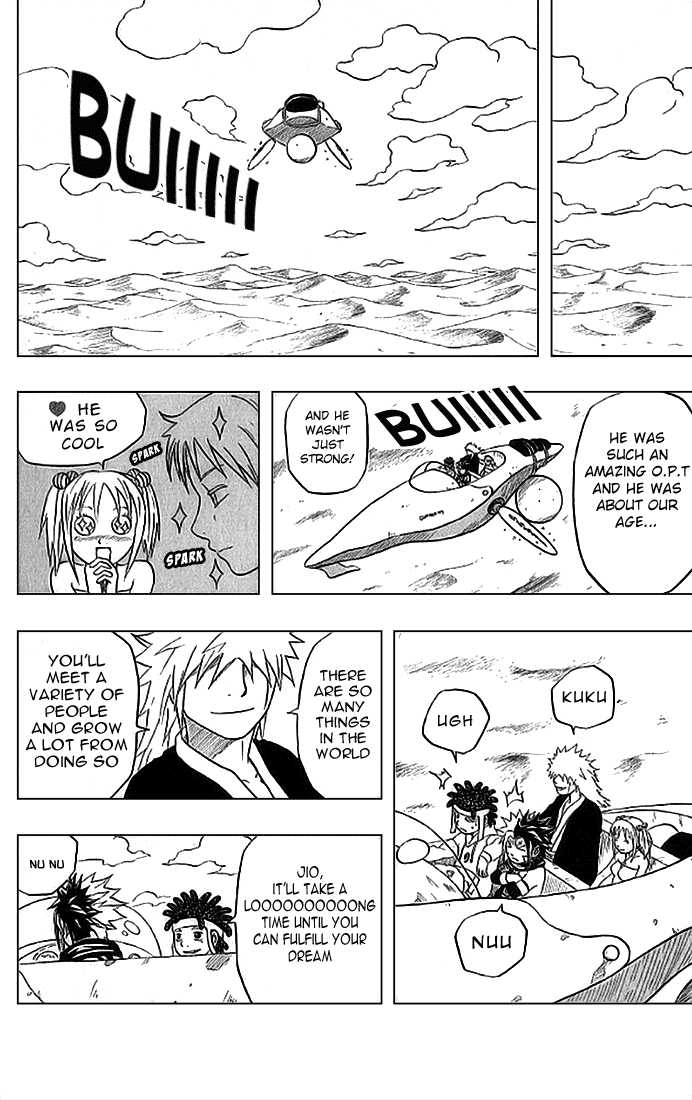 BUIIIII
HE WAS SUCH AN AMAZING O.P.T AND HE WAS ABOUT OUR AGE...
BUIIIII
AND HE WASN'T JUST STRONG!
♥ HE WAS SO COOL
SPARK
SPARK
KUKU
UGH
NUU
THERE ARE SO MANY THINGS IN THE WORLD
YOU'LL MEET A VARIETY OF PEOPLE AND GROW A LOT FROM DOING SO
JIO, IT'LL TAKE A LOOOOOOOOOONG TIME UNTIL YOU CAN FULFILL YOUR DREAM
NU NU